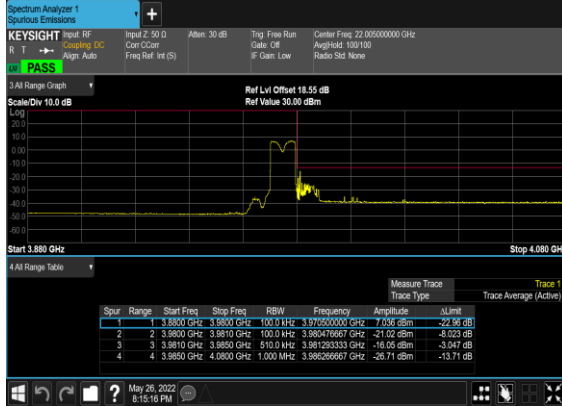 Spectrum Analyzer 1
Spurious Emissions
+
KEYSIGHT Input: RF Input Z: 50 Ω Atten: 30 dB Trig: Free Run Center Freq: 22.005000000 GHz
R T Coupling: DC Corr CCorr Gate: Off Avg|Hold: 100/100
Align: Auto Freq Ref: Int (S) IF Gain: Low Radio Std: None
PASS
3 All Range Graph
Ref Lvl Offset 18.55 dB
Scale/Div 10.0 dB Ref Value 30.00 dBm
Log
20.0
10.0
0.00
-10.0
-20.0
-30.0
-40.0
-50.0
-60.0
Start 3.880 GHz Stop 4.080 GH
4 All Range Table
Measure Trace Trace 1
Trace Type Trace Average (Active)
Spur Range Start Freq Stop Freq RBW Frequency Amplitude ΔLimit
1 1 3.8800 GHz 3.9800 GHz 100.0 kHz 3.970500000 GHz 7.036 dBm -22.96 dB
2 2 3.9800 GHz 3.9810 GHz 100.0 kHz 3.980476667 GHz -21.02 dBm -8.023 dB
3 3 3.9810 GHz 3.9850 GHz 510.0 kHz 3.981293333 GHz -16.05 dBm -3.047 dB
4 4 3.9850 GHz 4.0800 GHz 1.000 MHz 3.986266667 GHz -26.71 dBm -13.71 dB
?
May 26, 2022
8:15:16 PM